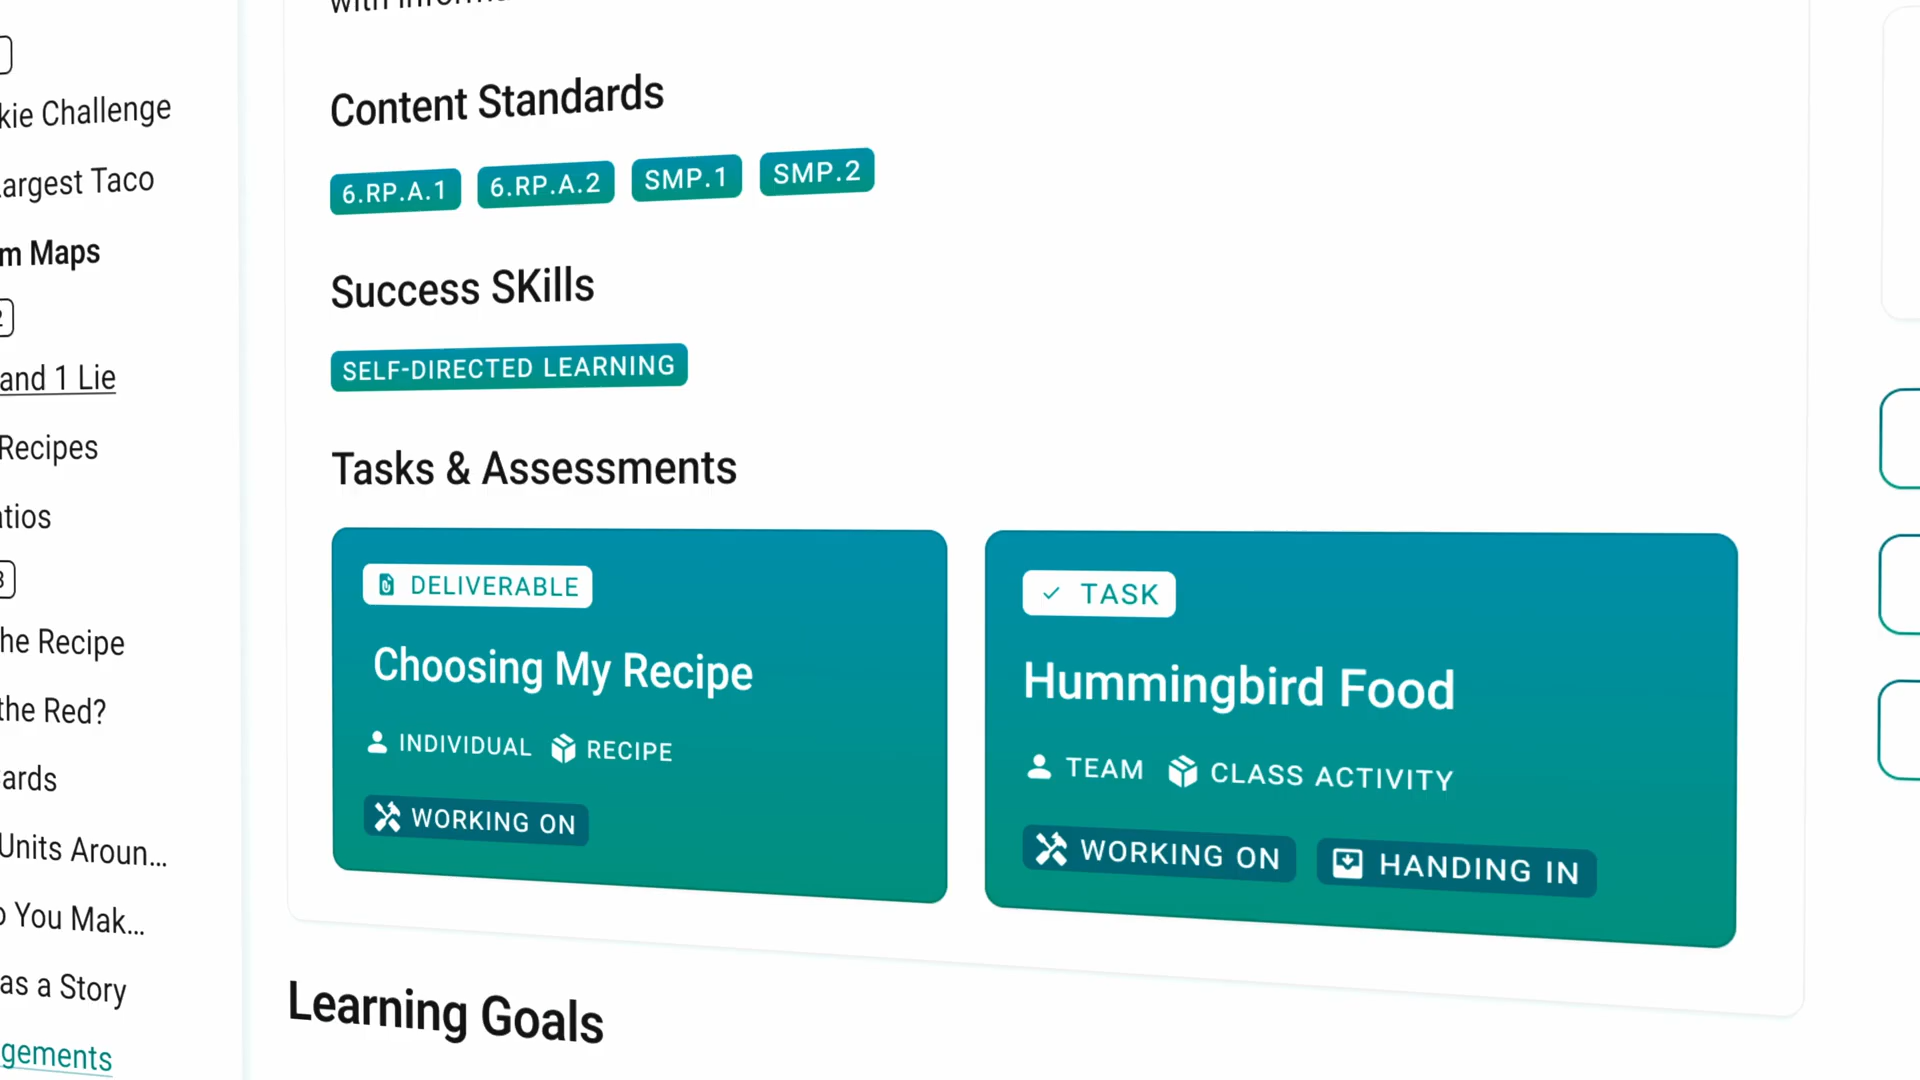 kie Challenge
argest Taco
m Maps
2
and 1 Lie
Recipes
atios
3
he Recipe
the Red?
ards
Units Aroun...
o You Mak...
as a Story
gements
Content Standards
6.RP.A.1 6.RP.A.2 SMP.1 SMP.2
Success SKills
SELF-DIRECTED LEARNING
Tasks & Assessments
DELIVERABLE
Choosing My Recipe
INDIVIDUAL RECIPE
WORKING ON
TASK
Hummingbird Food
TEAM CLASS ACTIVITY
WORKING ON HANDING IN
Learning Goals